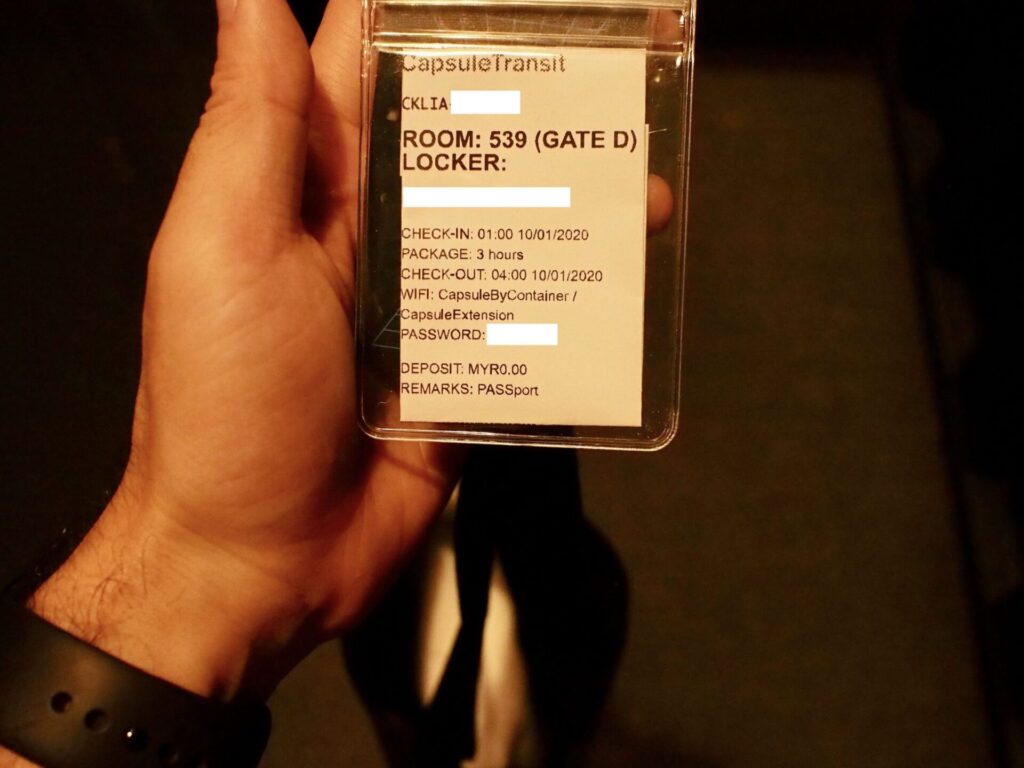 CapsuleTransit
CKLIA-
ROOM: 539 (GATE D)
LOCKER:
CHECK-IN: 01:00 10/01/2020
PACKAGE: 3 hours
CHECK-OUT: 04:00 10/01/2020
WIFI: CapsuleByContainer /
CapsuleExtension
PASSWORD:
DEPOSIT: MYR0.00
REMARKS: PASSport